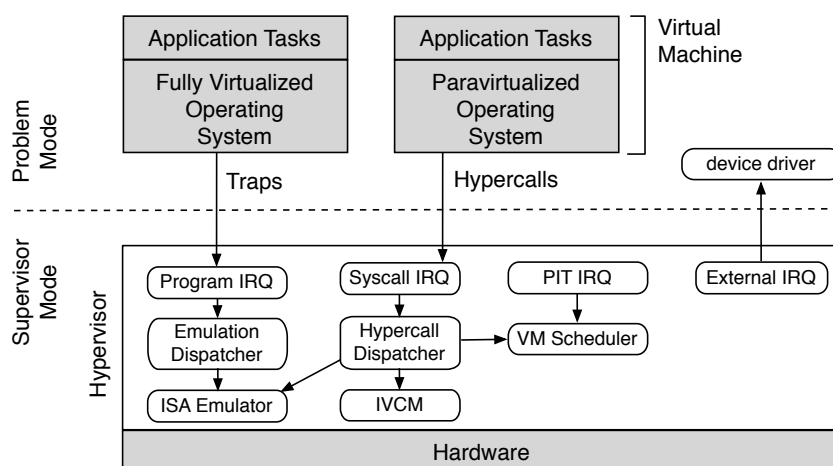 Application Tasks
Fully Virtualized
Operating
System
Application Tasks
Paravirtualized
Operating
System
Virtual
Machine
Problem
Mode
Traps
Hypercalls
device driver
Supervisor
Mode
Hypervisor
Program IRQ
Syscall IRQ
PIT IRQ
External IRQ
Emulation
Dispatcher
Hypercall
Dispatcher
VM Scheduler
ISA Emulator
IVCM
Hardware